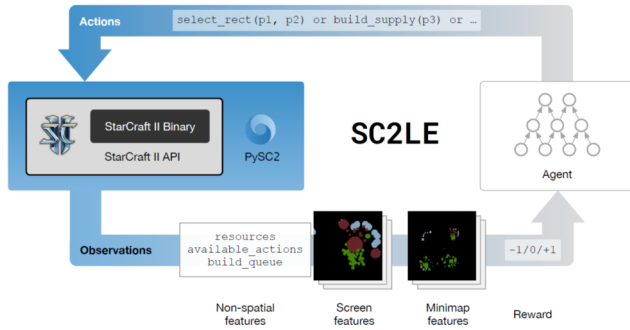 Actions
select_rect(p1, p2) or build_supply(p3) or …
StarCraft II Binary
StarCraft II API
PySC2
SC2LE
Agent
Observations
resources
available_actions
build_queue
-1/0/+1
Non-spatial
features
Screen
features
Minimap
features
Reward